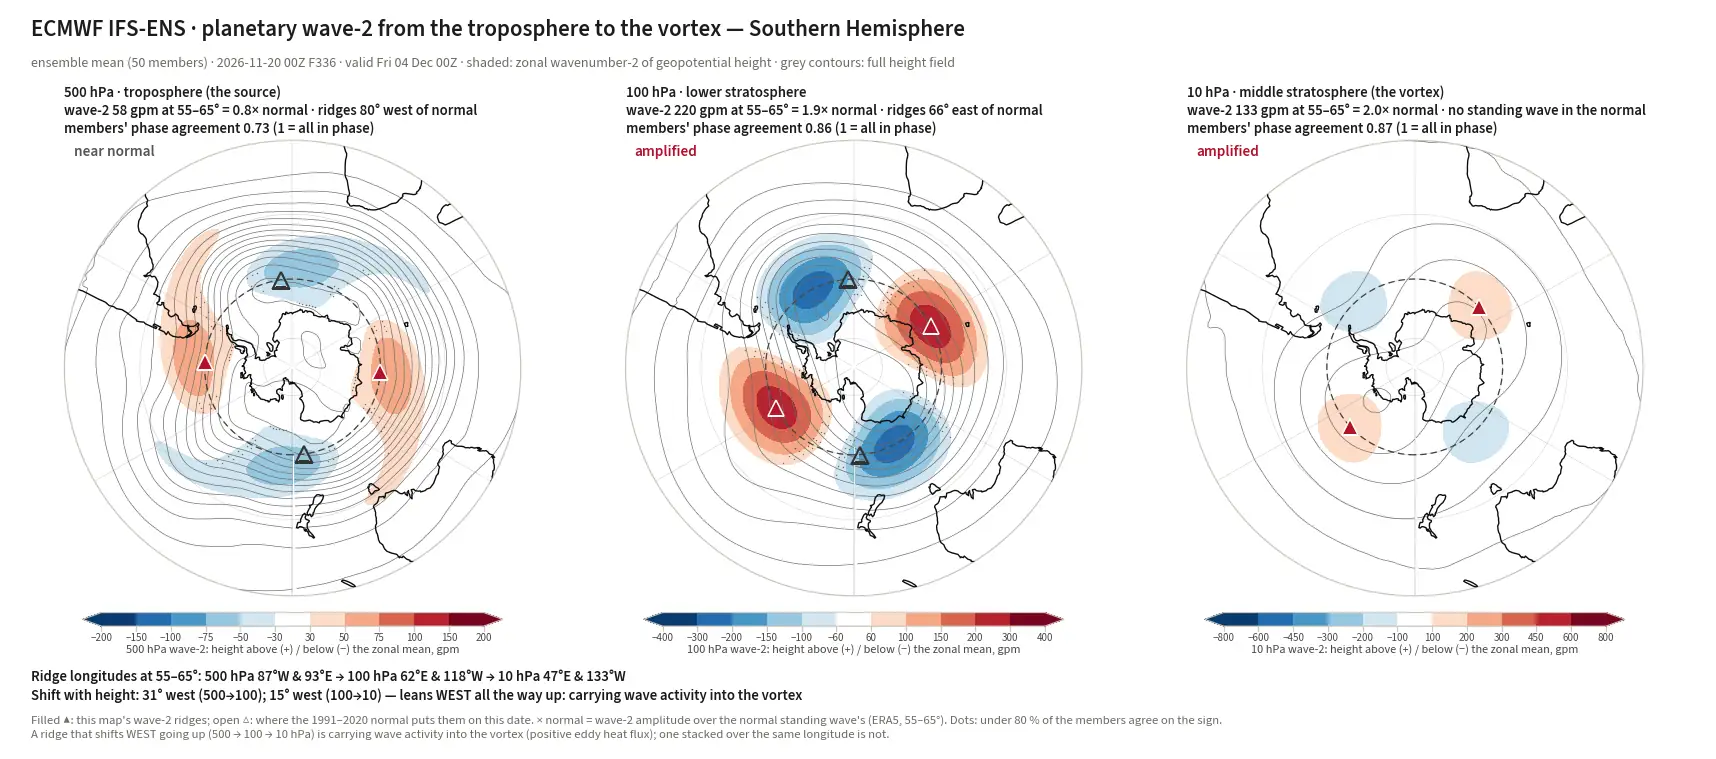 ECMWF IFS-ENS · planetary wave-2 from the troposphere to the vortex — Southern Hemisphere
ensemble mean (50 members) · 2026-11-20 00Z F336 · valid Fri 04 Dec 00Z · shaded: zonal wavenumber-2 of geopotential height · grey contours: full height field
500 hPa · troposphere (the source)
wave-2 58 gpm at 55–65° = 0.8× normal · ridges 80° west of normal
members' phase agreement 0.73 (1 = all in phase)
near normal
100 hPa · lower stratosphere
wave-2 220 gpm at 55–65° = 1.9× normal · ridges 66° east of normal
members' phase agreement 0.86 (1 = all in phase)
amplified
10 hPa · middle stratosphere (the vortex)
wave-2 133 gpm at 55–65° = 2.0× normal · no standing wave in the normal
members' phase agreement 0.87 (1 = all in phase)
amplified
−200 −150 −100 −75 −50 −30 30 50 75 100 150 200
500 hPa wave-2: height above (+) / below (−) the zonal mean, gpm
−400 −300 −200 −150 −100 −60 60 100 150 200 300 400
100 hPa wave-2: height above (+) / below (−) the zonal mean, gpm
−800 −600 −450 −300 −200 −100 100 200 300 450 600 800
10 hPa wave-2: height above (+) / below (−) the zonal mean, gpm
Ridge longitudes at 55–65°: 500 hPa 87°W & 93°E → 100 hPa 62°E & 118°W → 10 hPa 47°E & 133°W
Shift with height: 31° west (500→100); 15° west (100→10) — leans WEST all the way up: carrying wave activity into the vortex
Filled ▲: this map's wave-2 ridges; open △: where the 1991–2020 normal puts them on this date. × normal = wave-2 amplitude over the normal standing wave's (ERA5, 55–65°). Dots: under 80 % of the members agree on the sign.
A ridge that shifts WEST going up (500 → 100 → 10 hPa) is carrying wave activity into the vortex (positive eddy heat flux); one stacked over the same longitude is not.